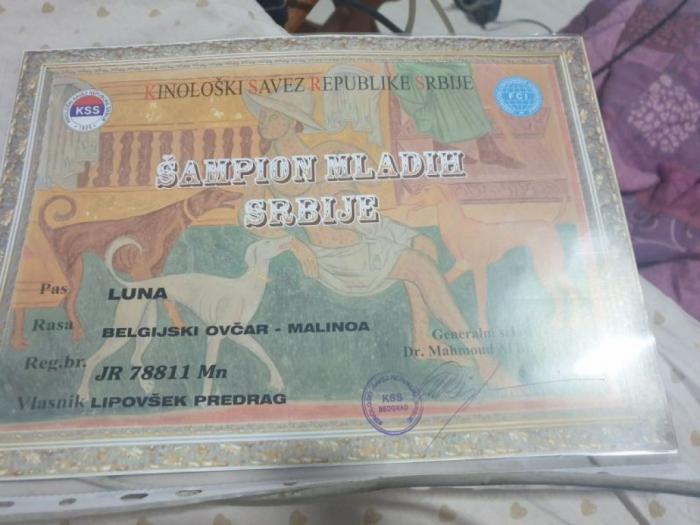 KINOLOŠKI SAVEZ REPUBLIKE SRBIJE
KSS
FCI
ŠAMPION MLADIH
SRBIJE
Pas LUNA
Rasa BELGIJSKI OVČAR - MALINOA
Generalni
Dr. Mahmoud
Reg.br. JR 78811 Mn
Vlasnik LIPOVŠEK PREDRAG
KSS
BEOGRAD